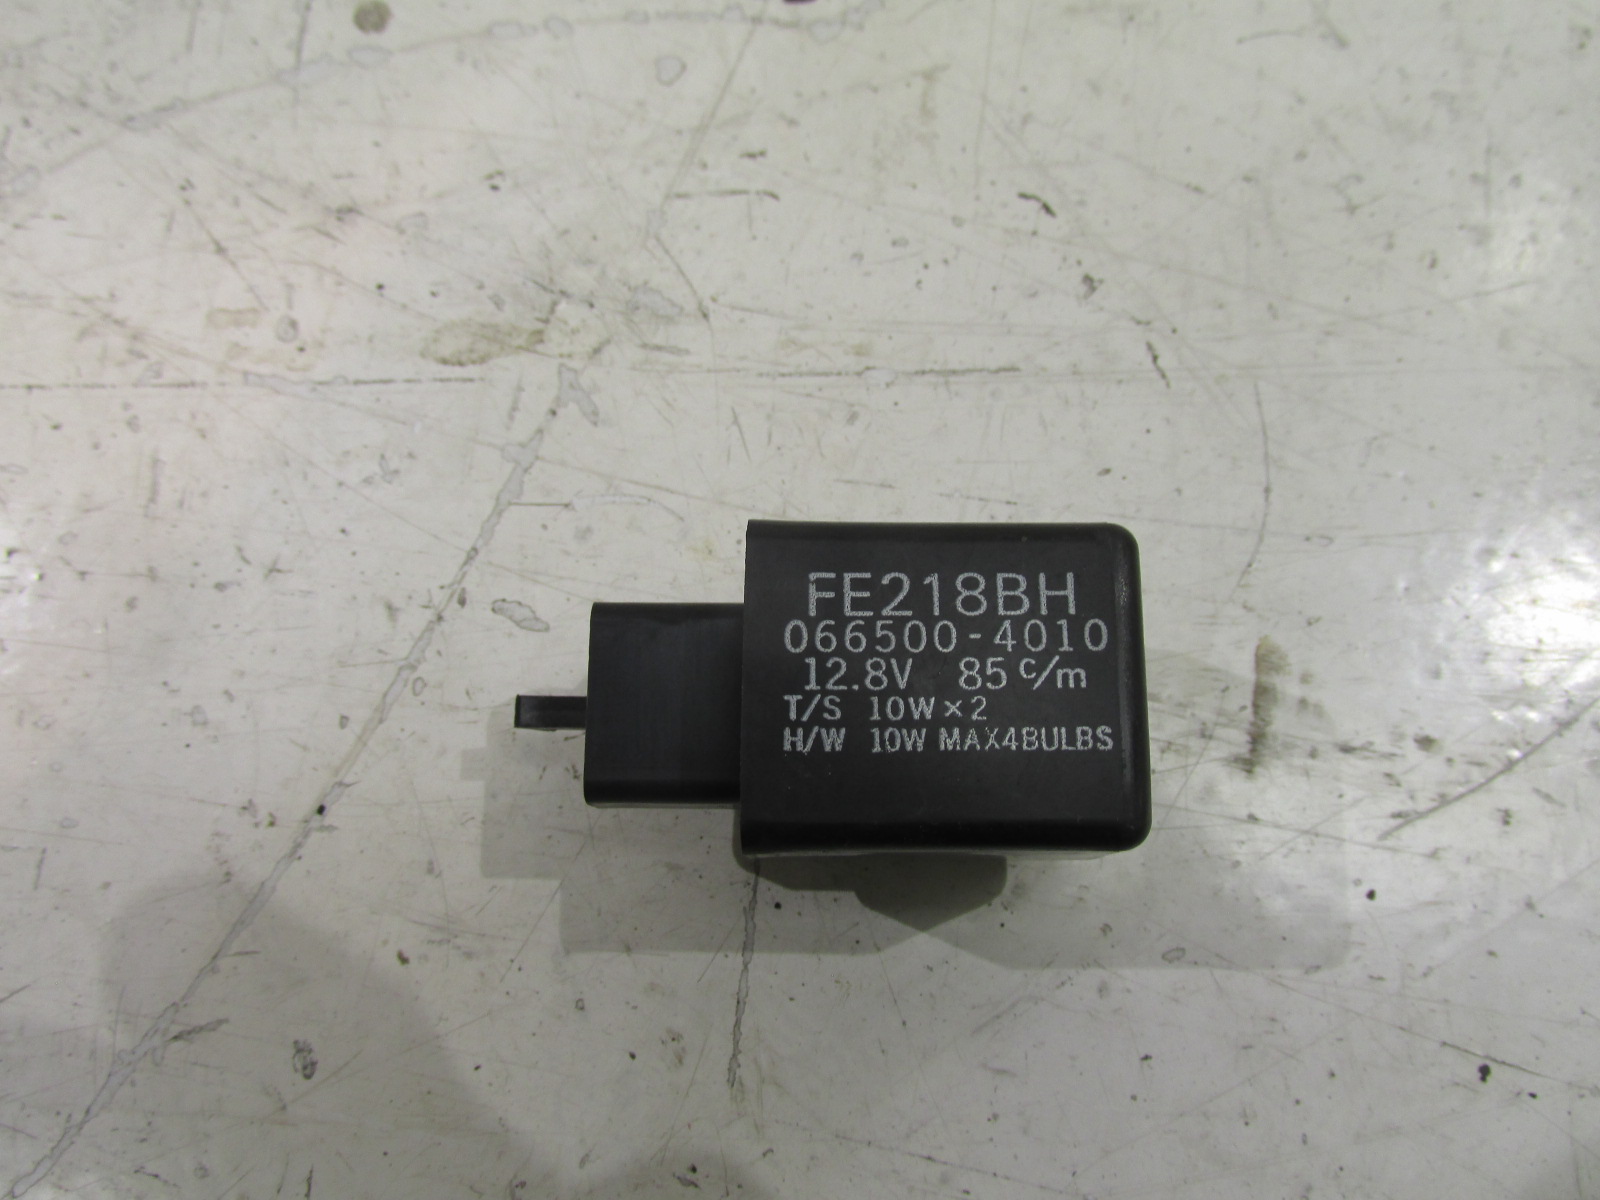 FE218BH
066500-4010
12.8V 85 c/m
T/S 10W×2
H/W 10W MAX4BULBS